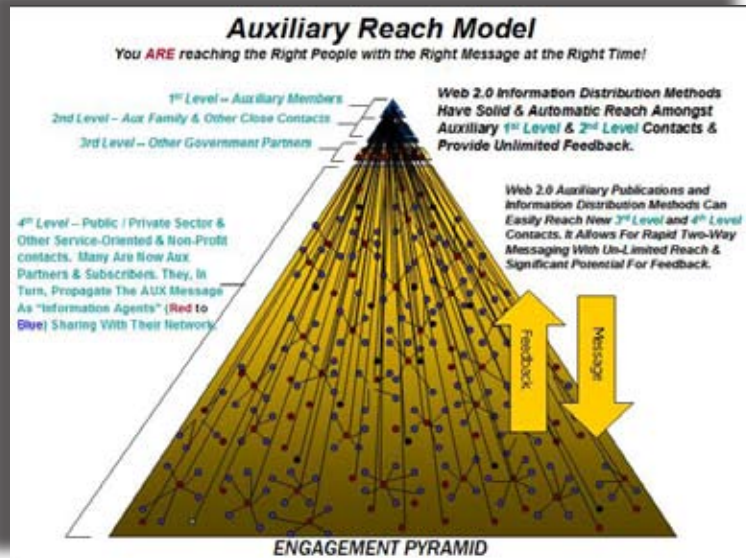 Auxiliary Reach Model
You ARE reaching the Right People with the Right Message at the Right Time!
1st Level – Auxiliary Members
2nd Level – Aux Family & Other Close Contacts
3rd Level – Other Government Partners
Web 2.0 Information Distribution Methods
Have Solid & Automatic Reach Amongst
Auxiliary 1st Level & 2nd Level Contacts &
Provide Unlimited Feedback.
Web 2.0 Auxiliary Publications and
Information Distribution Methods Can
Easily Reach New 3rd Level and 4th Level
Contacts. It Allows For Rapid Two-Way
Messaging With Un-Limited Reach &
Significant Potential For Feedback.
4th Level – Public / Private Sector &
Other Service-Oriented & Non-Profit
contacts. Many Are Now Aux
Partners & Subscribers. They, In
Turn, Propagate The AUX Message
As "Information Agents" (Red to
Blue) Sharing With Their Network.
Feedback
Message
ENGAGEMENT PYRAMID